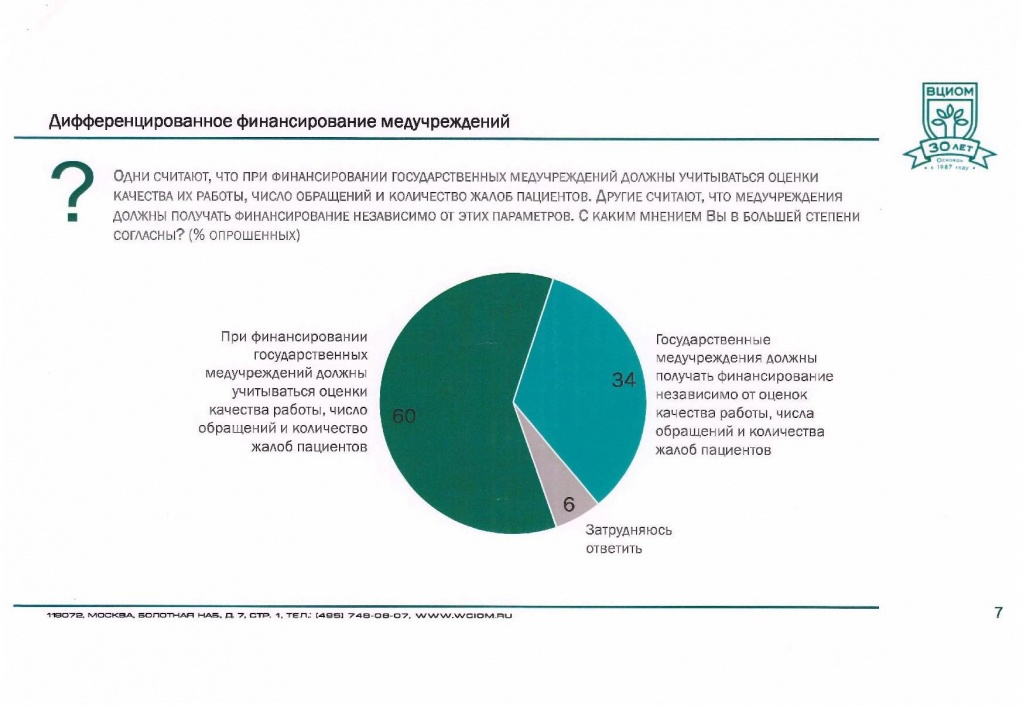 ВЦИОМ
30 ЛЕТ
Основан
в 1987 году
Дифференцированное финансирование медучреждений
?
Одни считают, что при финансировании государственных медучреждений должны учитываться оценки
качества их работы, число обращений и количество жалоб пациентов. Другие считают, что медучреждения
должны получать финансирование независимо от этих параметров. С каким мнением Вы в большей степени
согласны? (% опрошенных)
При финансировании
государственных
медучреждений должны
учитываться оценки
качества работы, число
обращений и количество
жалоб пациентов
60
34
Государственные
медучреждения должны
получать финансирование
независимо от оценок
качества работы, числа
обращений и количества
жалоб пациентов
6
Затрудняюсь
ответить
119072, МОСКВА, БОЛОТНАЯ НАБ, Д. 7, СТР. 1, ТЕЛ.: (495) 748-08-07, WWW.WCIOM.RU
7